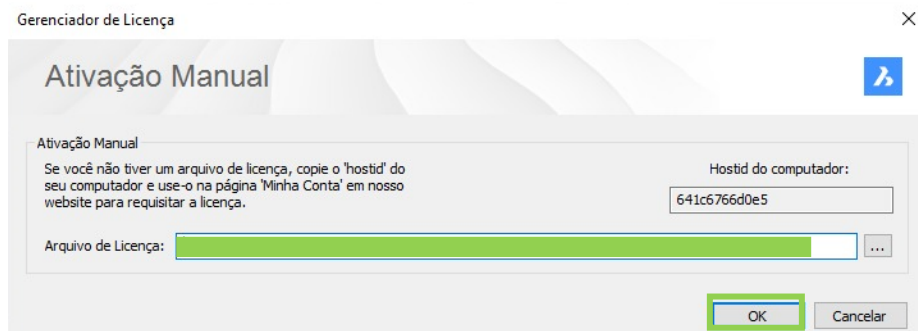 Gerenciador de Licença
Ativação Manual
Ativação Manual
Se você não tiver um arquivo de licença, copie o 'hostid' do
seu computador e use-o na página 'Minha Conta' em nosso
website para requisitar a licença.
Hostid do computador:
641c6766d0e5
Arquivo de Licença:
...
OK
Cancelar